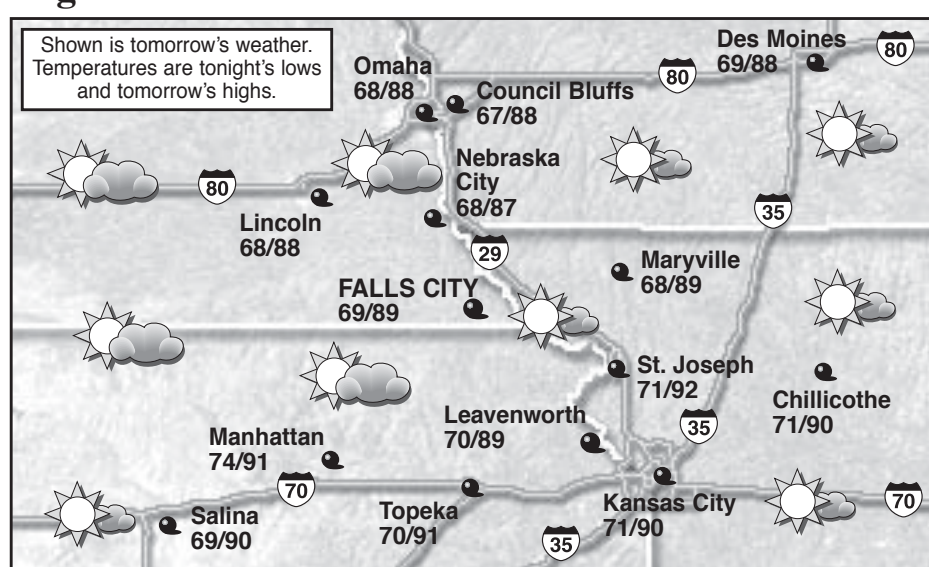 Shown is tomorrow's weather.
Temperatures are tonight's lows
and tomorrow's highs.
Des Moines
69/88
80
Omaha
68/88
80
Council Bluffs
67/88
Nebraska
City
68/87
80
Lincoln
68/88
35
29
Maryville
68/89
FALLS CITY
69/89
St. Joseph
71/92
Chillicothe
71/90
Leavenworth
70/89
35
Manhattan
74/91
70
Kansas City
71/90
70
Topeka
70/91
Salina
69/90
35